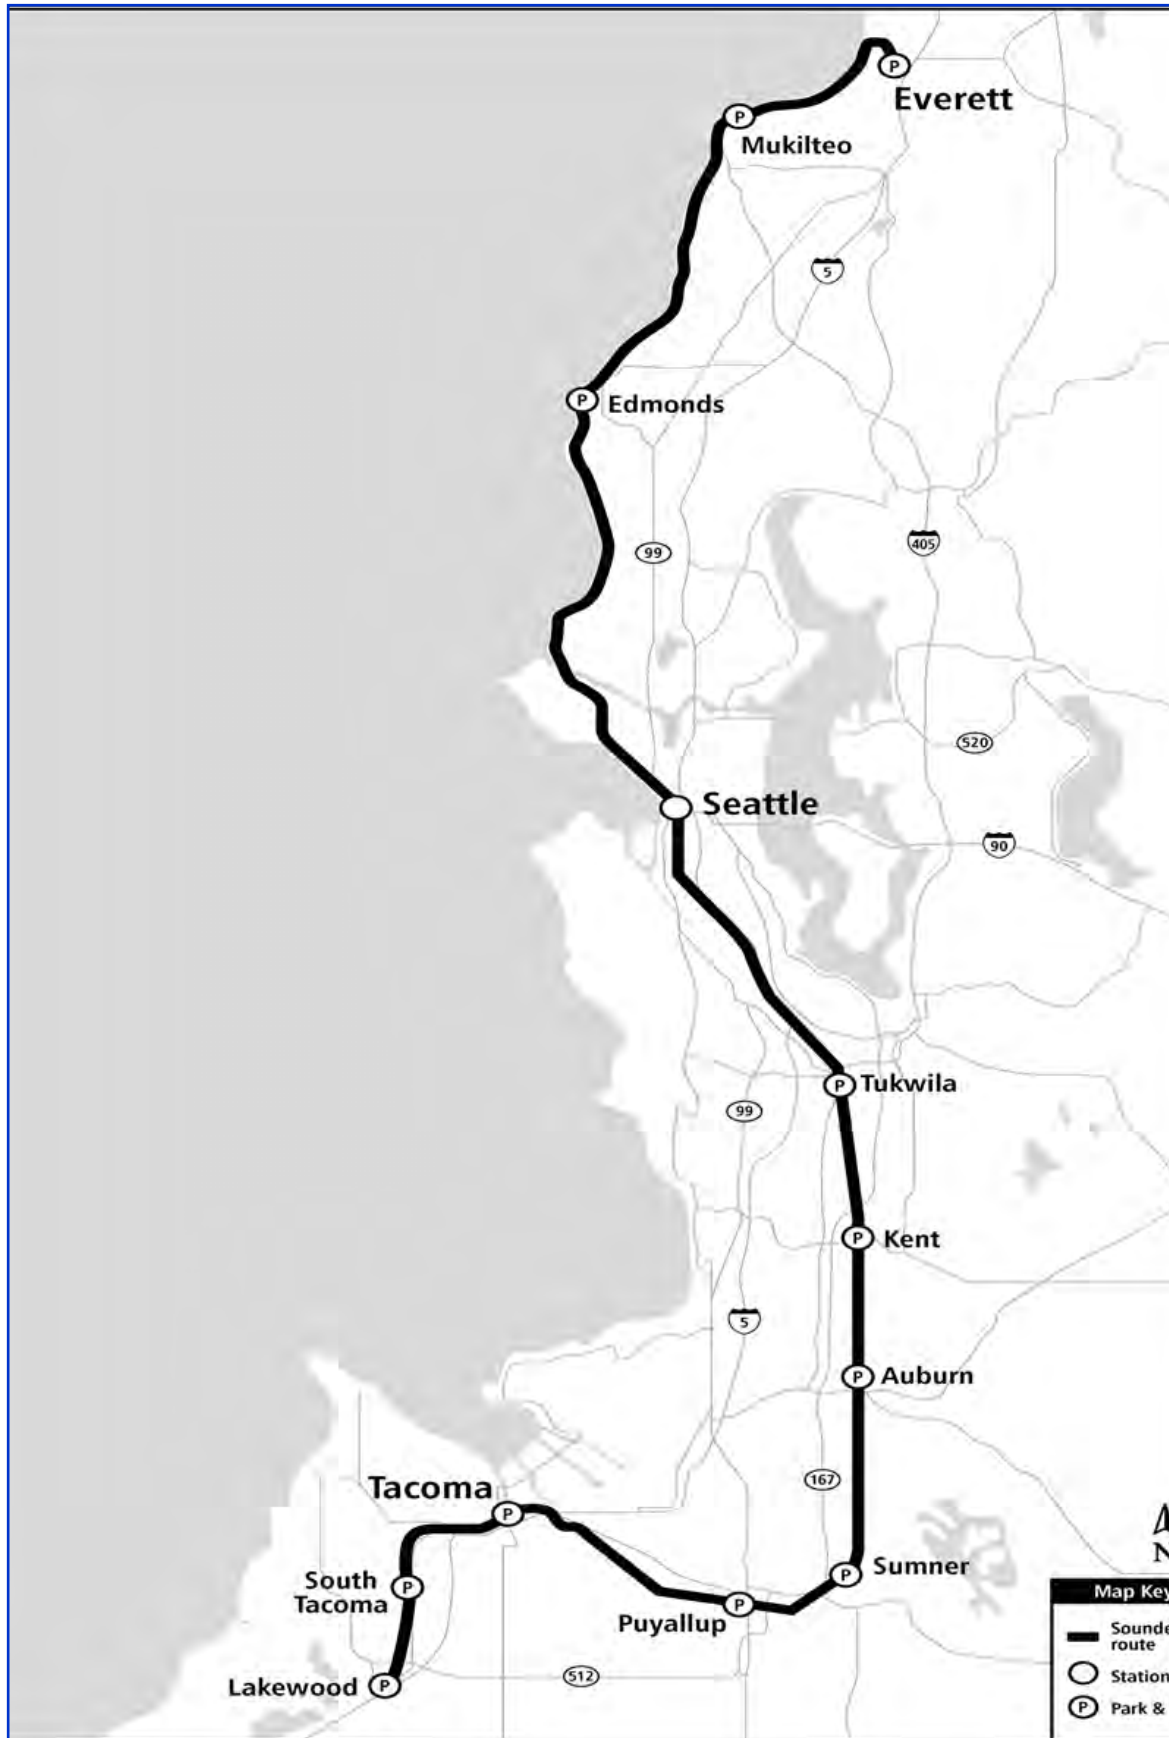 P
Everett
P
Mukilteo
5
P
Edmonds
99
405
520
Seattle
90
P
Tukwila
99
P
Kent
5
P
Auburn
Tacoma
167
P
N
P
Sumner
South
Tacoma
P
Map Key
P
Puyallup
route
P
Lakewood
512
Station
P
Park &